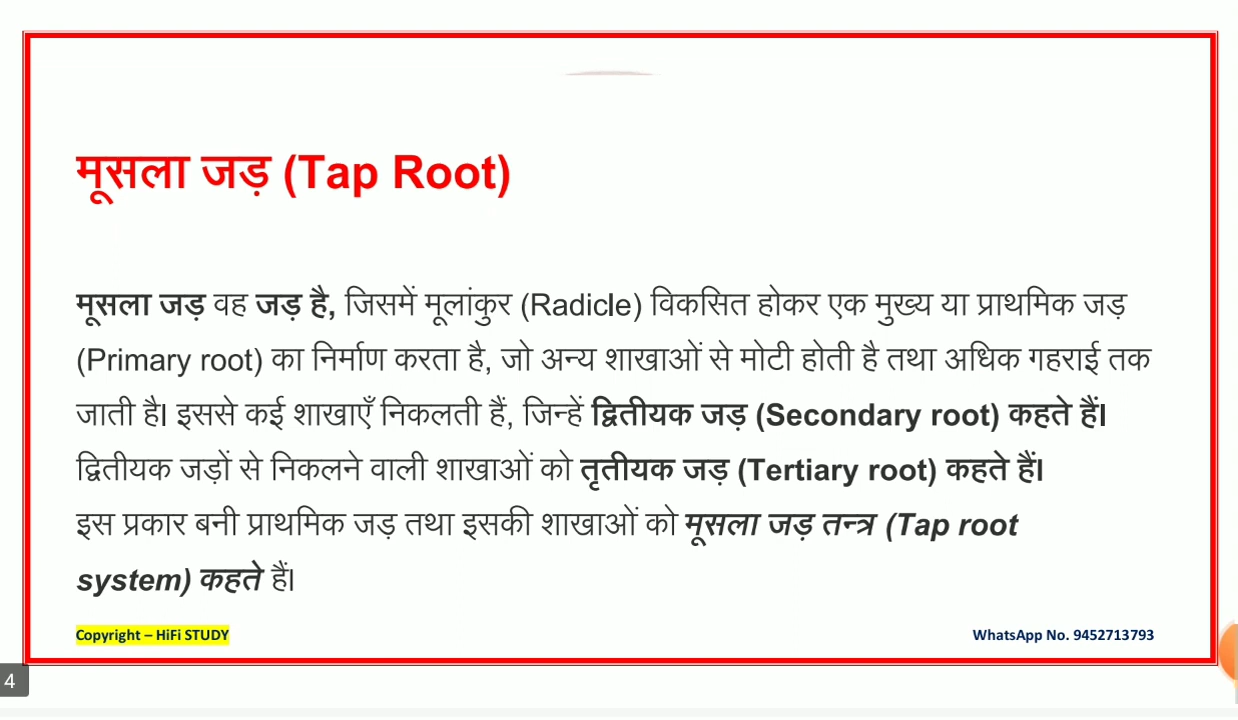 मूसला जड़ (Tap Root)
मूसला जड़ वह जड़ है, जिसमें मूलांकुर (Radicle) विकसित होकर एक मुख्य या प्राथमिक जड़
(Primary root) का निर्माण करता है, जो अन्य शाखाओं से मोटी होती है तथा अधिक गहराई तक
जाती है। इससे कई शाखाएँ निकलती हैं, जिन्हें द्वितीयक जड़ (Secondary root) कहते हैं।
द्वितीयक जड़ों से निकलने वाली शाखाओं को तृतीयक जड़ (Tertiary root) कहते हैं।
इस प्रकार बनी प्राथमिक जड़ तथा इसकी शाखाओं को मूसला जड़ तन्त्र (Tap root
system) कहते हैं।
Copyright – HiFi STUDY
WhatsApp No. 9452713793
4